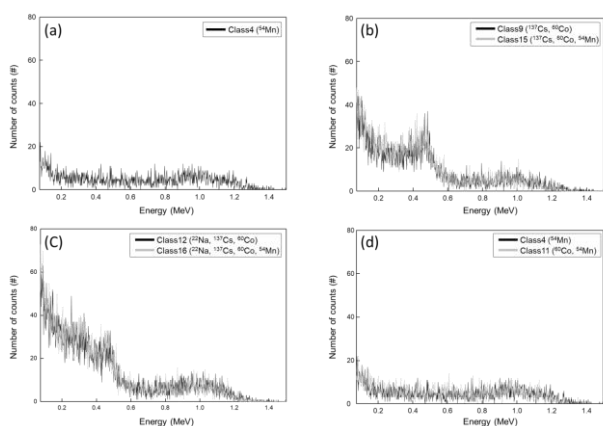 (a)
Class4 (⁵⁴Mn)
80
60
40
20
0
Number of counts (#)
0.2 0.4 0.6 0.8 1.0 1.2 1.4
Energy (MeV)
(b)
Class9 (¹³⁷Cs, ⁶⁰Co)
Class15 (¹³⁷Cs, ⁶⁰Co, ⁵⁴Mn)
80
60
40
20
0
Number of counts (#)
0.2 0.4 0.6 0.8 1.0 1.2 1.4
Energy (MeV)
(C)
Class12 (²²Na, ¹³⁷Cs, ⁶⁰Co)
Class16 (²²Na, ¹³⁷Cs, ⁶⁰Co, ⁵⁴Mn)
80
60
40
20
0
Number of counts (#)
0.2 0.4 0.6 0.8 1.0 1.2 1.4
Energy (MeV)
(d)
Class4 (⁵⁴Mn)
Class11 (⁶⁰Co, ⁵⁴Mn)
80
60
40
20
0
Number of counts (#)
0.2 0.4 0.6 0.8 1.0 1.2 1.4
Energy (MeV)